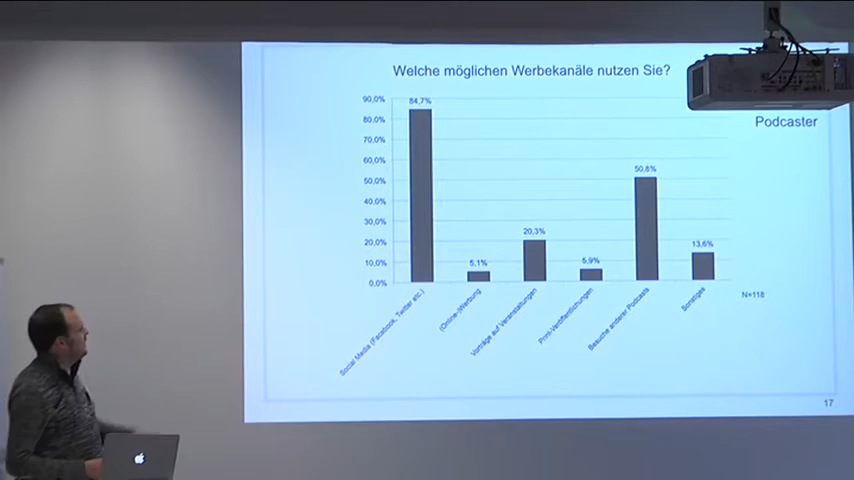 Welche möglichen Werbekanäle nutzen Sie?
Podcaster
90,0%
80,0%
70,0%
60,0%
50,0%
40,0%
30,0%
20,0%
10,0%
0,0%
84,7%
5,1%
20,3%
5,9%
50,8%
13,6%
Social Media (Facebook, Twitter etc.)
(Online-)Werbung
Vorträge auf Veranstaltungen
Print-Veröffentlichungen
Besuche anderer Podcasts
Sonstiges
N=118
17